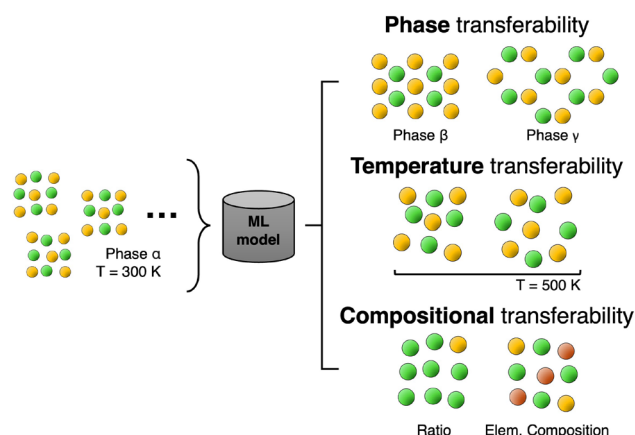 Phase transferability
Phase β
Phase γ
Temperature transferability
ML
model
...
Phase α
T = 300 K
T = 500 K
Compositional transferability
Ratio
Elem. Composition